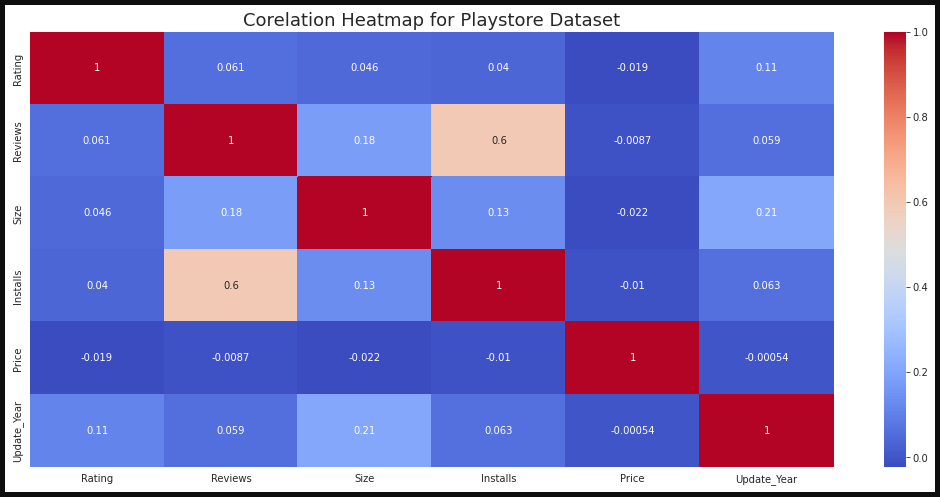 Corelation Heatmap for Playstore Dataset
Rating 1 0.061 0.046 0.04 -0.019 0.11
Reviews 0.061 1 0.18 0.6 -0.0087 0.059
Size 0.046 0.18 1 0.13 -0.022 0.21
Installs 0.04 0.6 0.13 1 -0.01 0.063
Price -0.019 -0.0087 -0.022 -0.01 1 -0.00054
Update_Year 0.11 0.059 0.21 0.063 -0.00054 1
Rating Reviews Size Installs Price Update_Year
1.0
0.8
0.6
0.4
0.2
0.0